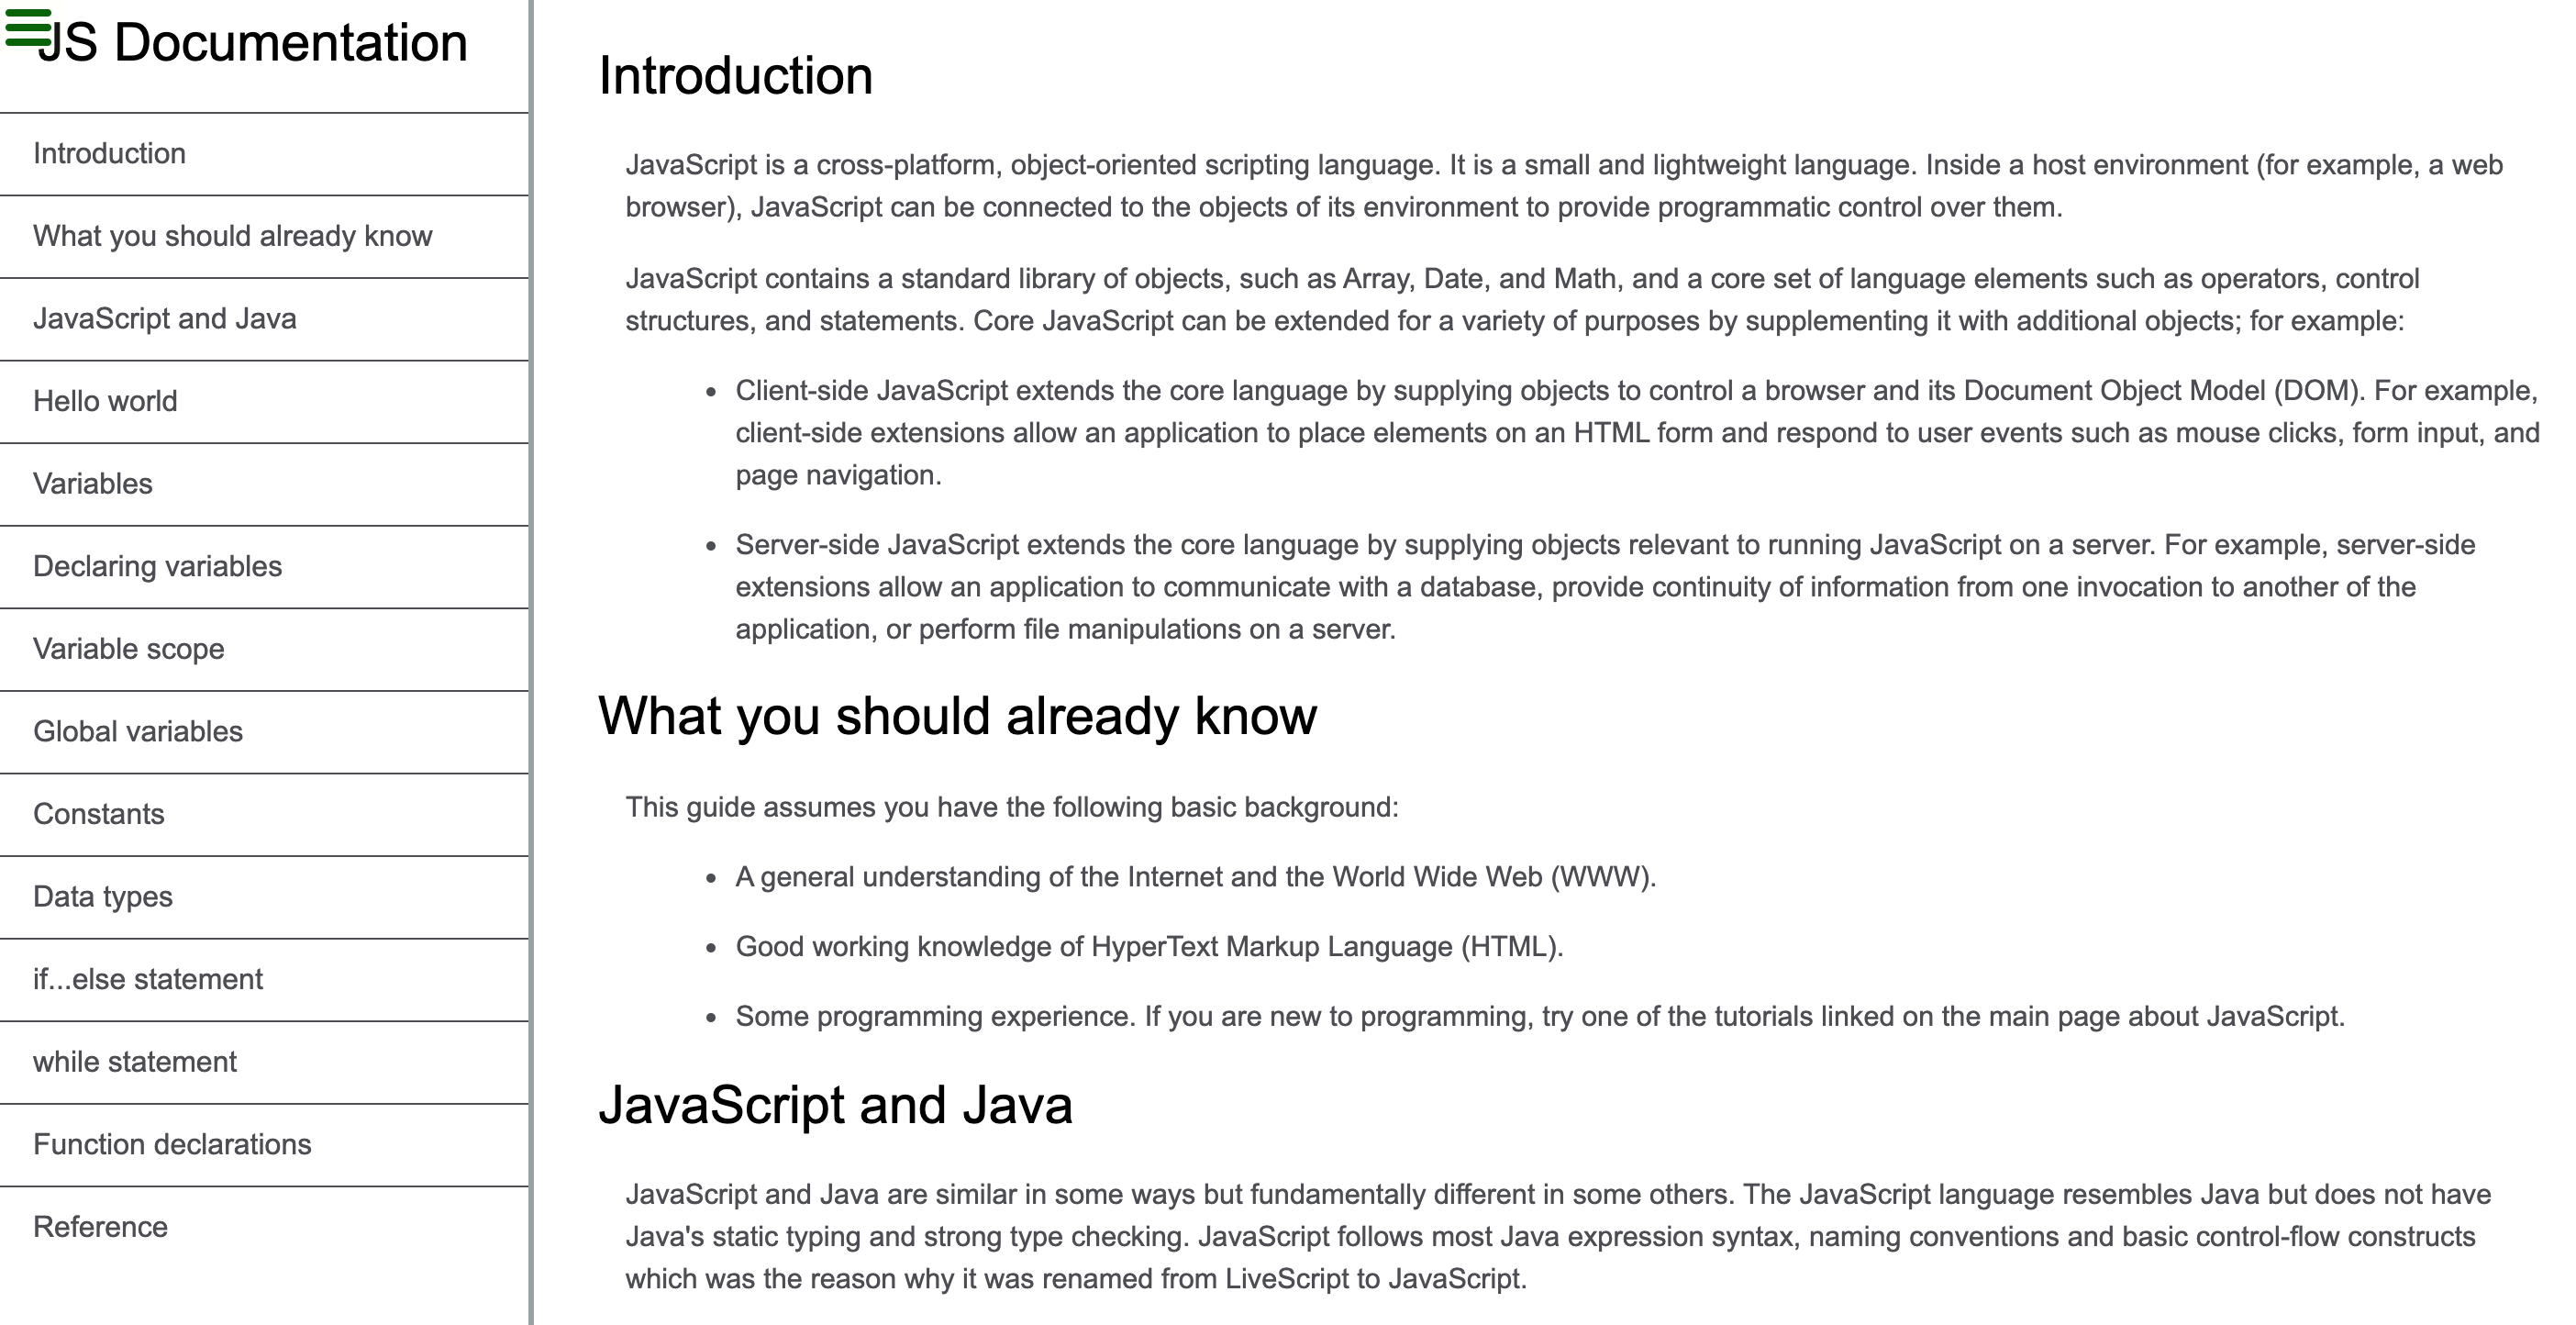 JS Documentation
Introduction
What you should already know
JavaScript and Java
Hello world
Variables
Declaring variables
Variable scope
Global variables
Constants
Data types
if...else statement
while statement
Function declarations
Reference
Introduction
JavaScript is a cross-platform, object-oriented scripting language. It is a small and lightweight language. Inside a host environment (for example, a web
browser), JavaScript can be connected to the objects of its environment to provide programmatic control over them.
JavaScript contains a standard library of objects, such as Array, Date, and Math, and a core set of language elements such as operators, control
structures, and statements. Core JavaScript can be extended for a variety of purposes by supplementing it with additional objects; for example:
• Client-side JavaScript extends the core language by supplying objects to control a browser and its Document Object Model (DOM). For example,
client-side extensions allow an application to place elements on an HTML form and respond to user events such as mouse clicks, form input, and
page navigation.
• Server-side JavaScript extends the core language by supplying objects relevant to running JavaScript on a server. For example, server-side
extensions allow an application to communicate with a database, provide continuity of information from one invocation to another of the
application, or perform file manipulations on a server.
What you should already know
This guide assumes you have the following basic background:
• A general understanding of the Internet and the World Wide Web (WWW).
• Good working knowledge of HyperText Markup Language (HTML).
• Some programming experience. If you are new to programming, try one of the tutorials linked on the main page about JavaScript.
JavaScript and Java
JavaScript and Java are similar in some ways but fundamentally different in some others. The JavaScript language resembles Java but does not have
Java's static typing and strong type checking. JavaScript follows most Java expression syntax, naming conventions and basic control-flow constructs
which was the reason why it was renamed from LiveScript to JavaScript.